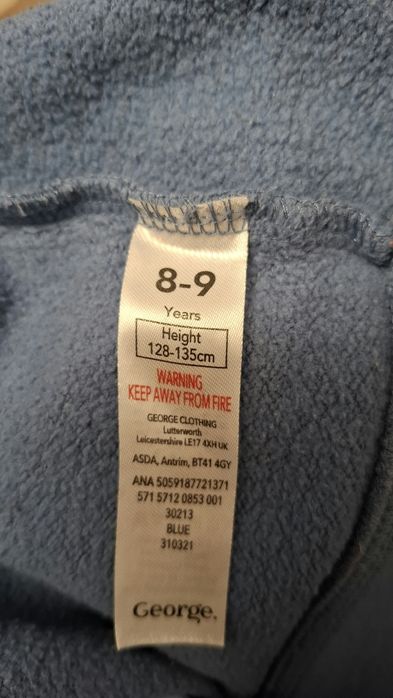 8-9
Years
Height
128-135cm
WARNING
KEEP AWAY FROM FIRE
GEORGE CLOTHING
Lutterworth
Leicestershire LE17 4XH UK
ASDA, Antrim, BT41 4GY
ANA 5059187721371
571 5712 0853 001
30213
BLUE
310321
George.